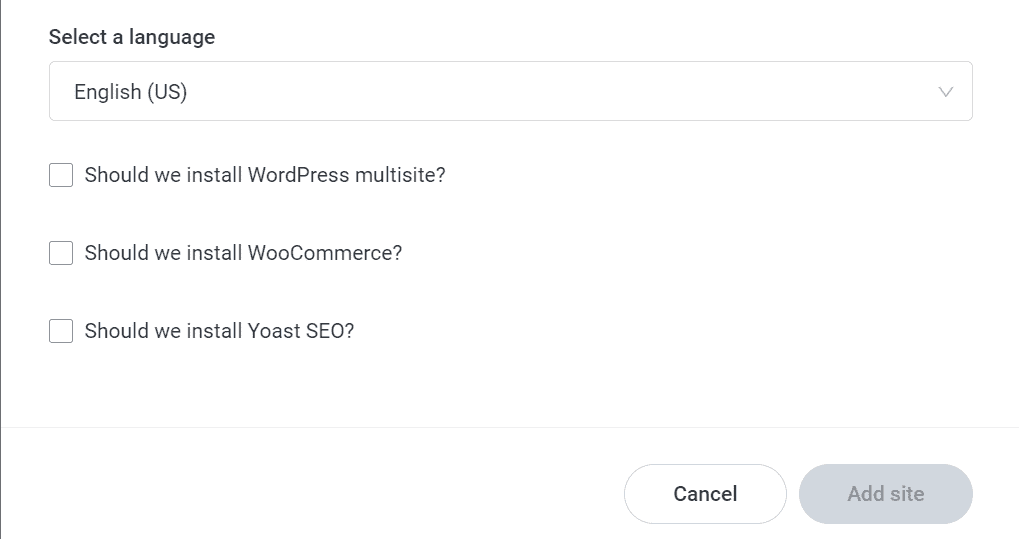 Select a language
English (US)
Should we install WordPress multisite?
Should we install WooCommerce?
Should we install Yoast SEO?
Cancel
Add site